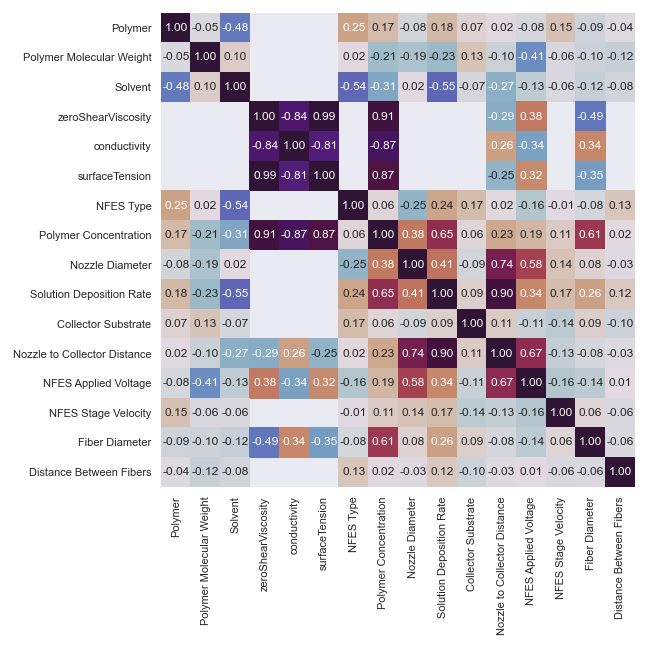 Polymer 1.00 -0.05 -0.48 0.25 0.17 -0.08 0.18 0.07 0.02 -0.08 0.15 -0.09 -0.04
Polymer Molecular Weight -0.05 1.00 0.10 0.02 -0.21 -0.19 -0.23 0.13 -0.10 -0.41 -0.06 -0.10 -0.12
Solvent -0.48 0.10 1.00 -0.54 -0.31 0.02 -0.55 -0.07 -0.27 -0.13 -0.06 -0.12 -0.08
zeroShearViscosity 1.00 -0.84 0.99 0.91 -0.29 0.38 -0.49
conductivity -0.84 1.00 -0.81 -0.87 0.26 -0.34 0.34
surfaceTension 0.99 -0.81 1.00 0.87 -0.25 0.32 -0.35
NFES Type 0.25 0.02 -0.54 1.00 0.06 -0.25 0.24 0.17 0.02 -0.16 -0.01 -0.08 0.13
Polymer Concentration 0.17 -0.21 -0.31 0.91 -0.87 0.87 0.06 1.00 0.38 0.65 0.06 0.23 0.19 0.11 0.61 0.02
Nozzle Diameter -0.08 -0.19 0.02 -0.25 0.38 1.00 0.41 -0.09 0.74 0.58 0.14 0.08 -0.03
Solution Deposition Rate 0.18 -0.23 -0.55 0.24 0.65 0.41 1.00 0.09 0.90 0.34 0.17 0.26 0.12
Collector Substrate 0.07 0.13 -0.07 0.17 0.06 -0.09 0.09 1.00 0.11 -0.11 -0.14 0.09 -0.10
Nozzle to Collector Distance 0.02 -0.10 -0.27 -0.29 0.26 -0.25 0.02 0.23 0.74 0.90 0.11 1.00 0.67 -0.13 -0.08 -0.03
NFES Applied Voltage -0.08 -0.41 -0.13 0.38 -0.34 0.32 -0.16 0.19 0.58 0.34 -0.11 0.67 1.00 -0.16 -0.14 0.01
NFES Stage Velocity 0.15 -0.06 -0.06 -0.01 0.11 0.14 0.17 -0.14 -0.13 -0.16 1.00 0.06 -0.06
Fiber Diameter -0.09 -0.10 -0.12 -0.49 0.34 -0.35 -0.08 0.61 0.08 0.26 0.09 -0.08 -0.14 0.06 1.00 -0.06
Distance Between Fibers -0.04 -0.12 -0.08 0.13 0.02 -0.03 0.12 -0.10 -0.03 0.01 -0.06 -0.06 1.00
Polymer
Polymer Molecular Weight
Solvent
zeroShearViscosity
conductivity
surfaceTension
NFES Type
Polymer Concentration
Nozzle Diameter
Solution Deposition Rate
Collector Substrate
Nozzle to Collector Distance
NFES Applied Voltage
NFES Stage Velocity
Fiber Diameter
Distance Between Fibers